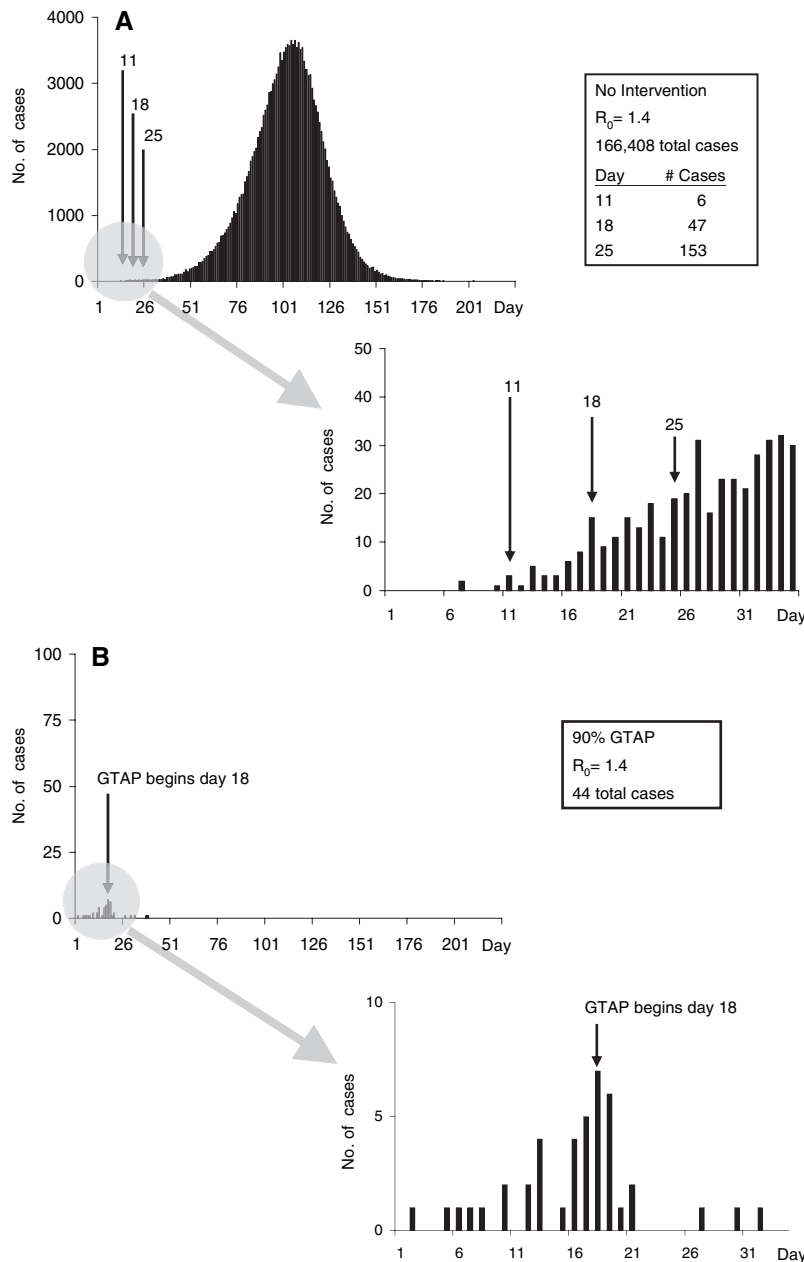 A
4000
3000
2000
1000
0
No. of cases
11
18
25
1 26 51 76 101 126 151 176 201 Day
No Intervention
R0= 1.4
166,408 total cases
Day # Cases
11 6
18 47
25 153
50
40
30
20
10
0
No. of cases
11
18
25
1 6 11 16 21 26 31 Day
B
100
75
50
25
0
No. of cases
GTAP begins day 18
1 26 51 76 101 126 151 176 201 Day
90% GTAP
R0= 1.4
44 total cases
10
5
0
No. of cases
GTAP begins day 18
1 6 11 16 21 26 31 Day